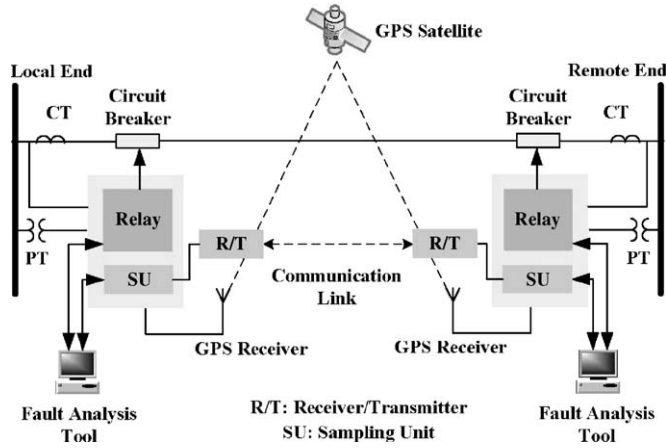 GPS Satellite
Local End
Remote End
CT
Circuit
Breaker
Circuit
Breaker
CT
Relay
R/T
R/T
Relay
PT
PT
SU
Communication
Link
SU
GPS Receiver
GPS Receiver
Fault Analysis
Tool
R/T: Receiver/Transmitter
SU: Sampling Unit
Fault Analysis
Tool